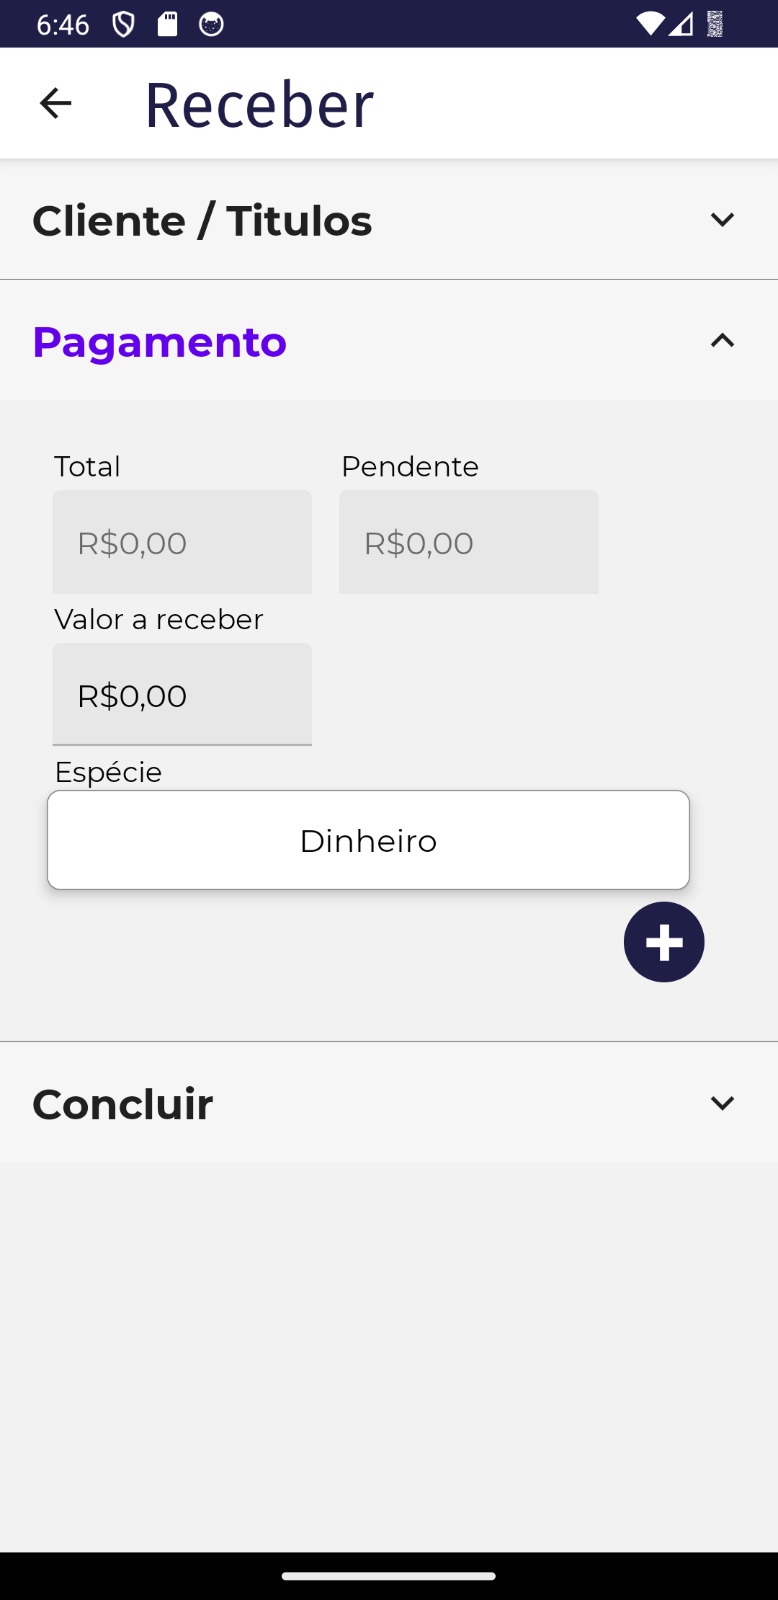 6:46
Receber
Cliente / Titulos
Pagamento
Total Pendente
R$0,00 R$0,00
Valor a receber
R$0,00
Espécie
Dinheiro
Concluir